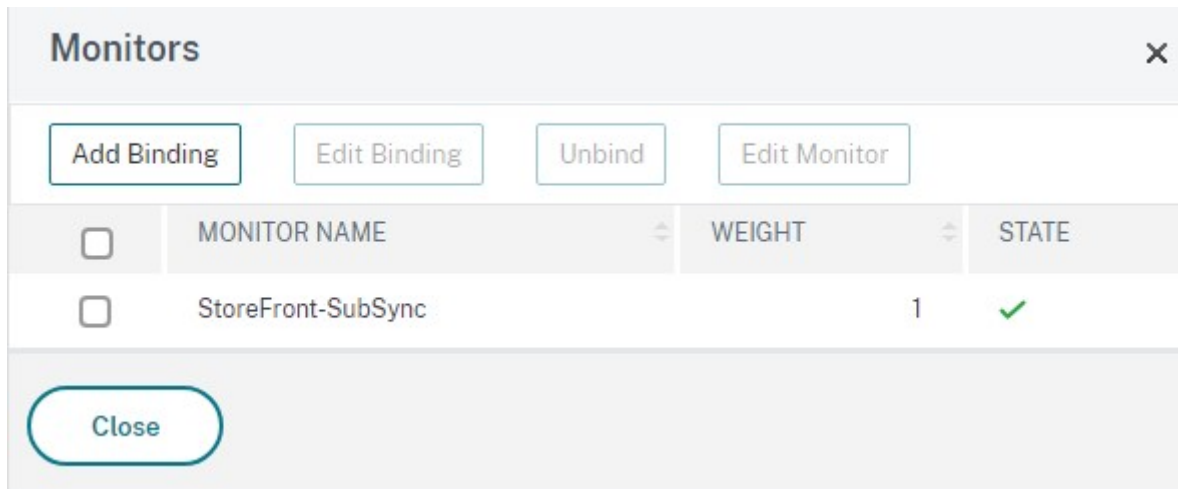 Monitors
Add Binding Edit Binding Unbind Edit Monitor
MONITOR NAME WEIGHT STATE
StoreFront-SubSync 1
Close